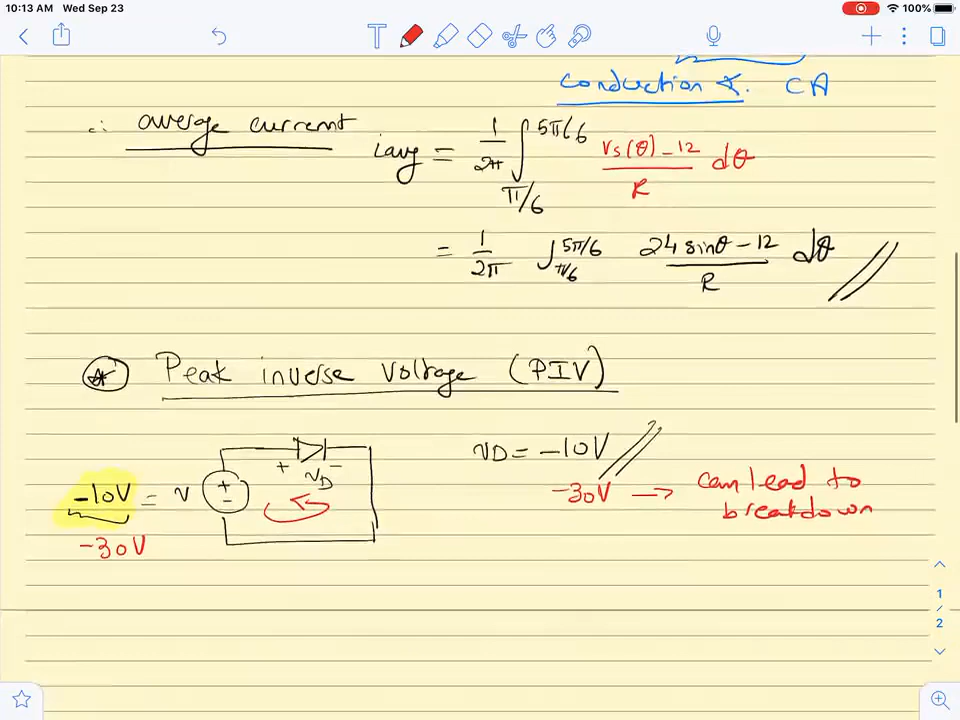 10:13 AM Wed Sep 23
100%
conduction ∠. CA
∴ average current
iavg = 1/2π ∫π/6 5π/6 (vs(θ) - 12)/R dθ
= 1/2π ∫π/6 5π/6 (24 sinθ - 12)/R dθ
* Peak inverse voltage (PIV)
-10V = v
+ vD -
+
-
-30V
vD = -10V
-30V → can lead to
breakdown
1
/
2